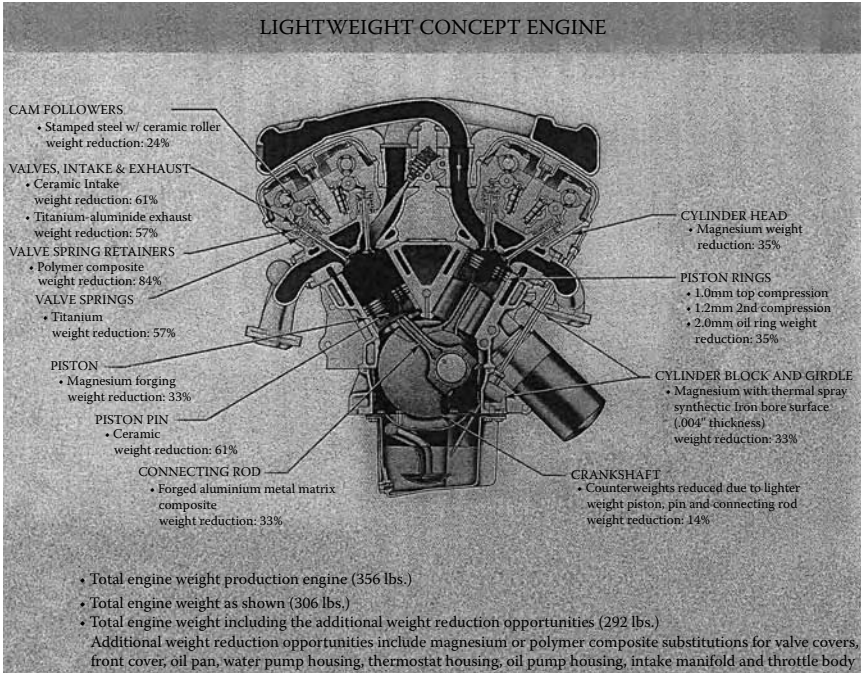 LIGHTWEIGHT CONCEPT ENGINE
CAM FOLLOWERS
• Stamped steel w/ ceramic roller
weight reduction: 24%
VALVES, INTAKE & EXHAUST
• Ceramic Intake
weight reduction: 61%
• Titanium-aluminide exhaust
weight reduction: 57%
VALVE SPRING RETAINERS
• Polymer composite
weight reduction: 84%
VALVE SPRINGS
• Titanium
weight reduction: 57%
PISTON
• Magnesium forging
weight reduction: 33%
PISTON PIN
• Ceramic
weight reduction: 61%
CONNECTING ROD
• Forged aluminium metal matrix
composite
weight reduction: 33%
CYLINDER HEAD
• Magnesium weight
reduction: 35%
PISTON RINGS
• 1.0mm top compression
• 1.2mm 2nd compression
• 2.0mm oil ring weight
reduction: 35%
CYLINDER BLOCK AND GIRDLE
• Magnesium with thermal spray
synthectic Iron bore surface
(.004" thickness)
weight reduction: 33%
CRANKSHAFT
• Counterweights reduced due to lighter
weight piston, pin and connecting rod
weight reduction: 14%
• Total engine weight production engine (356 lbs.)
• Total engine weight as shown (306 lbs.)
• Total engine weight including the additional weight reduction opportunities (292 lbs.)
Additional weight reduction opportunities include magnesium or polymer composite substitutions for valve covers,
front cover, oil pan, water pump housing, thermostat housing, oil pump housing, intake manifold and throttle body